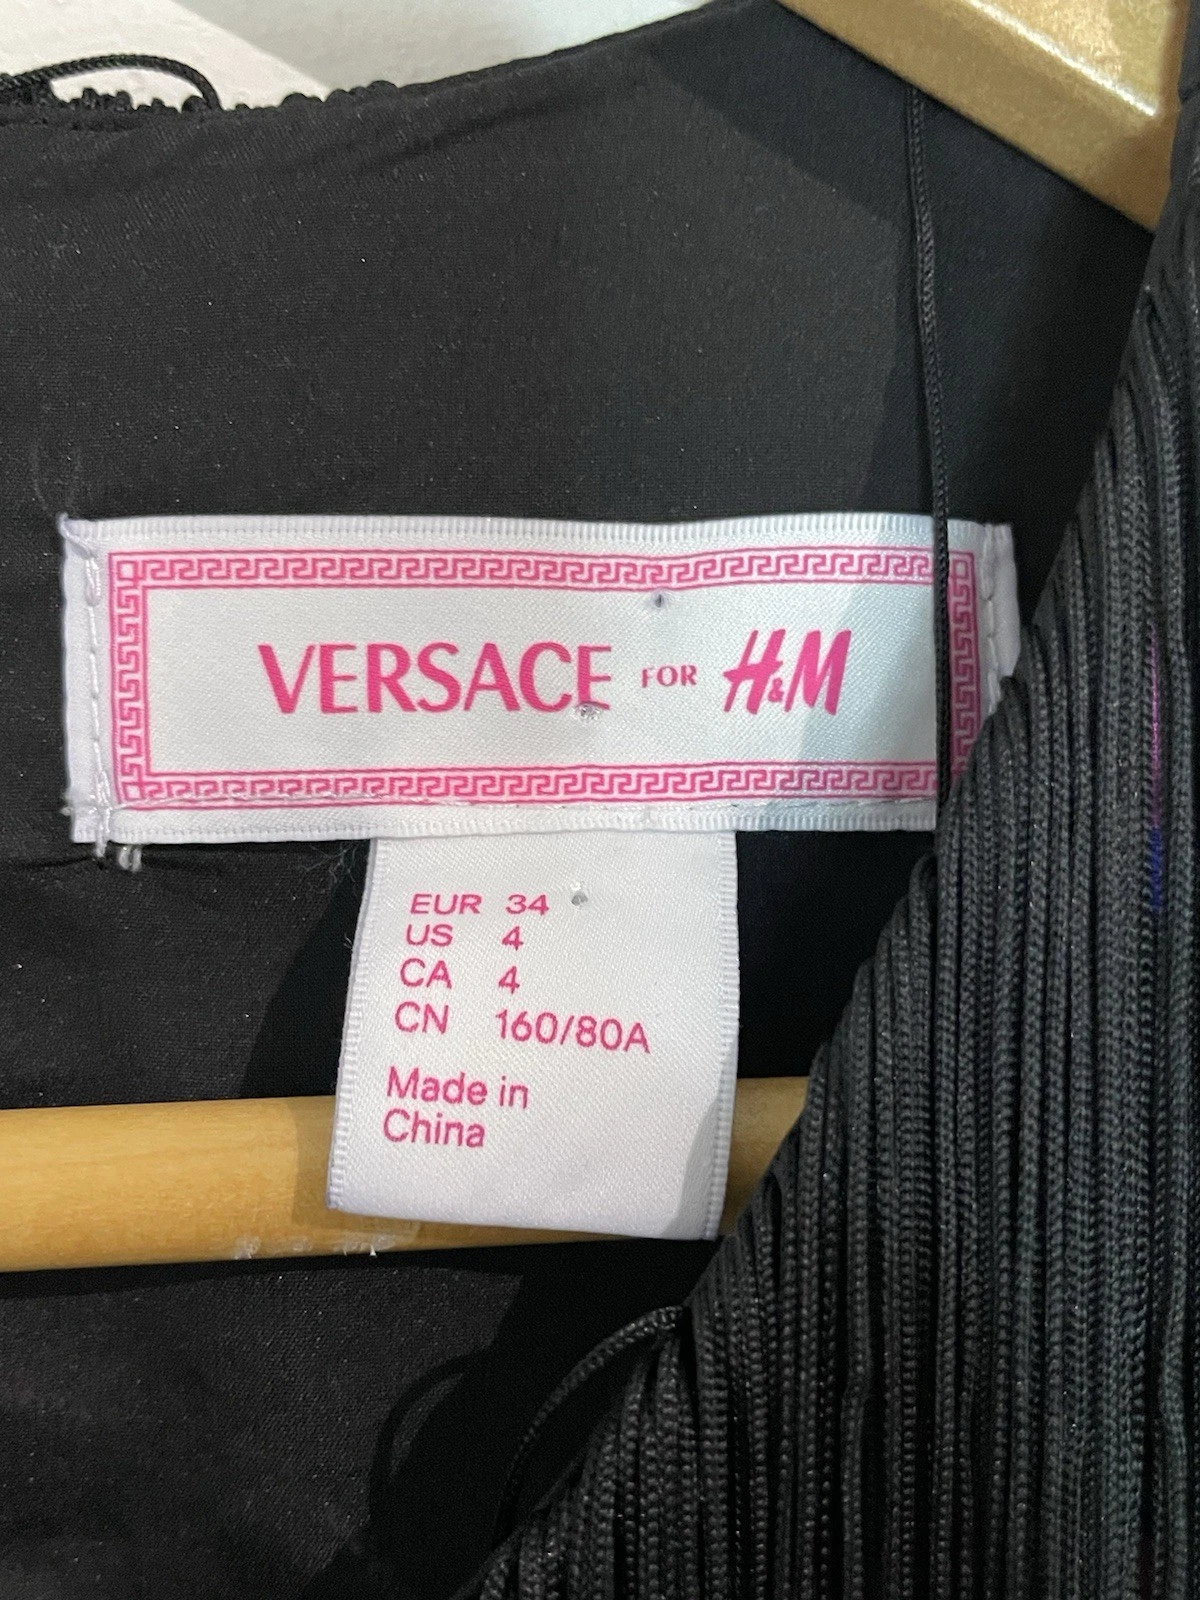 VERSACE FOR H&M
EUR 34
US 4
CA 4
CN 160/80A
Made in
China